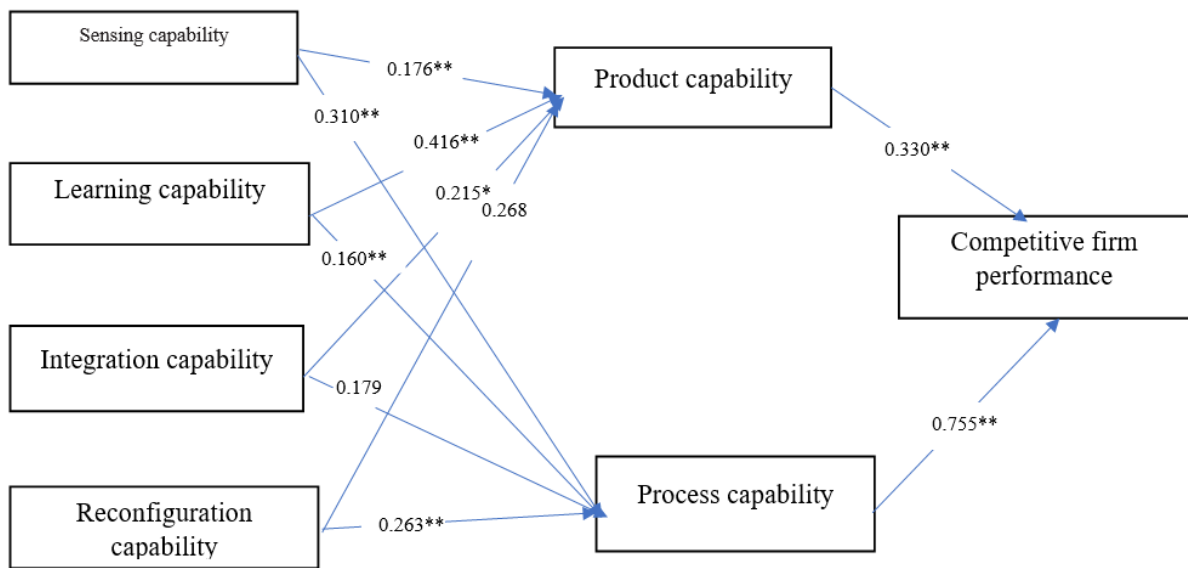 Sensing capability
Product capability
0.176**
0.310**
0.416**
0.330**
Learning capability
0.215*
0.268
0.160**
Competitive firm
performance
Integration capability
0.179
0.755**
Process capability
Reconfiguration
capability
0.263**